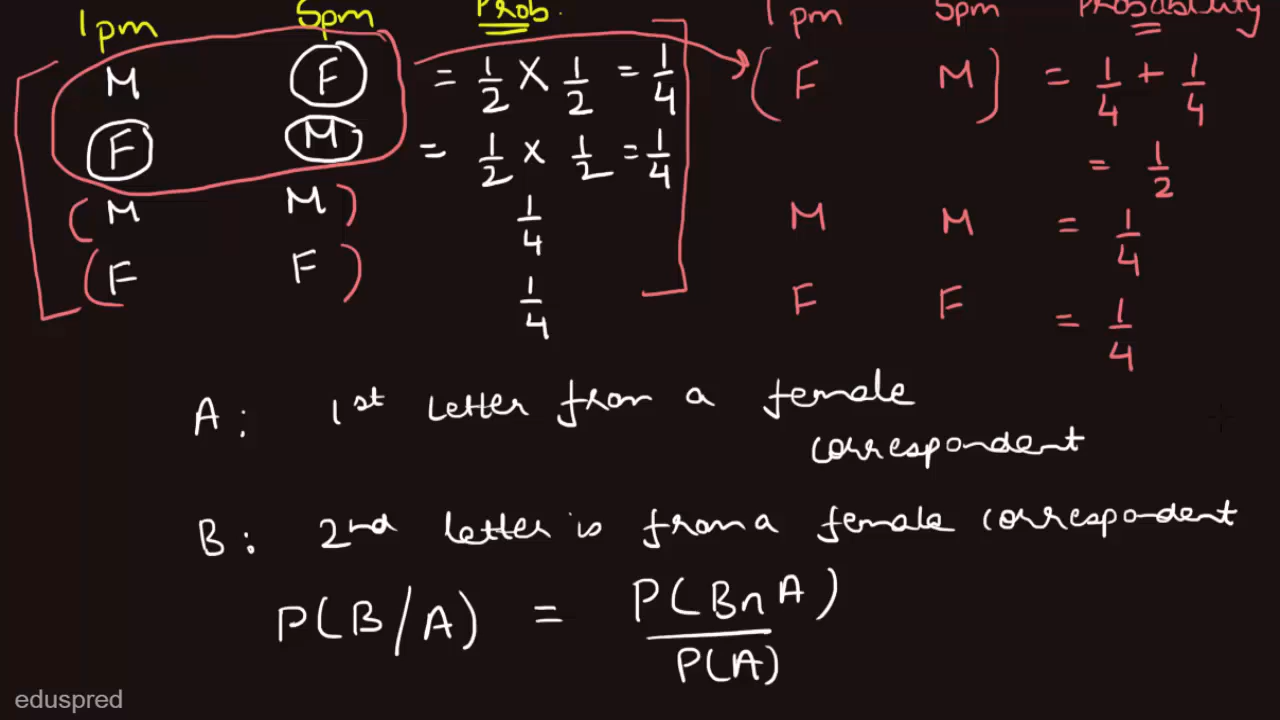 1pm 5pm Prob.
M F = 1/2 X 1/2 = 1/4
F M = 1/2 x 1/2 = 1/4
(M M) 1/4
(F F) 1/4
1pm 5pm Probability
(F M) = 1/4 + 1/4
= 1/2
M M = 1/4
F F = 1/4
A: 1st letter from a female
correspondent
B: 2nd letter is from a female correspondent
P(B/A) = P(B∩A)/P(A)
eduspred